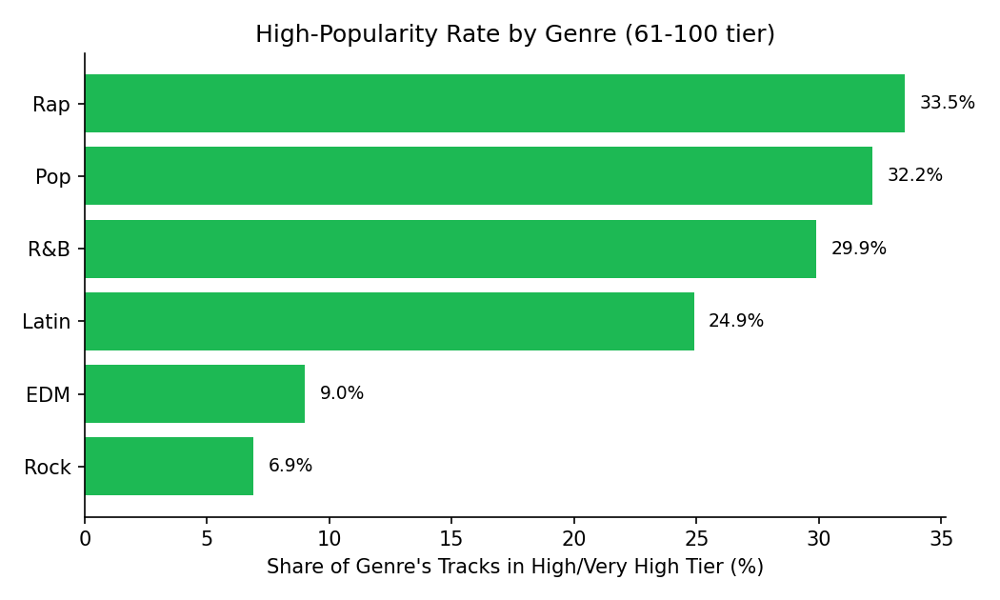 High-Popularity Rate by Genre (61-100 tier)
Rap 33.5%
Pop 32.2%
R&B 29.9%
Latin 24.9%
EDM 9.0%
Rock 6.9%
0 5 10 15 20 25 30 35
Share of Genre's Tracks in High/Very High Tier (%)